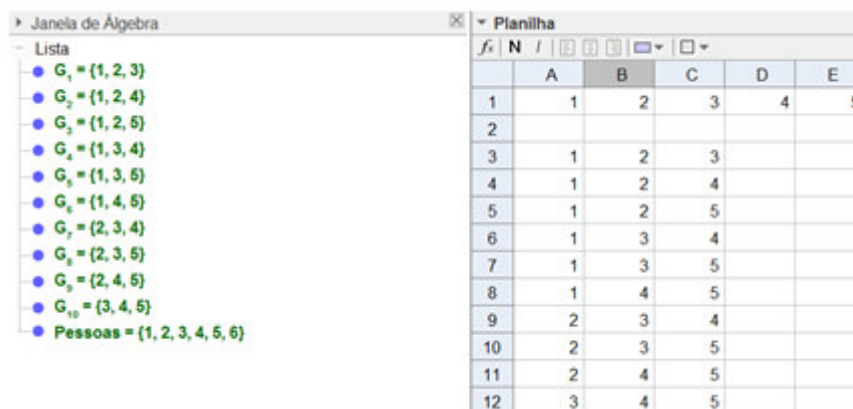 Janela de Álgebra
Lista
G₁ = {1, 2, 3}
G₂ = {1, 2, 4}
G₃ = {1, 2, 5}
G₄ = {1, 3, 4}
G₅ = {1, 3, 5}
G₆ = {1, 4, 5}
G₇ = {2, 3, 4}
G₈ = {2, 3, 5}
G₉ = {2, 4, 5}
G₁₀ = {3, 4, 5}
Pessoas = {1, 2, 3, 4, 5, 6}
Planilha
fx N I
A B C D E
1 1 2 3 4
2
3 1 2 3
4 1 2 4
5 1 2 5
6 1 3 4
7 1 3 5
8 1 4 5
9 2 3 4
10 2 3 5
11 2 4 5
12 3 4 5